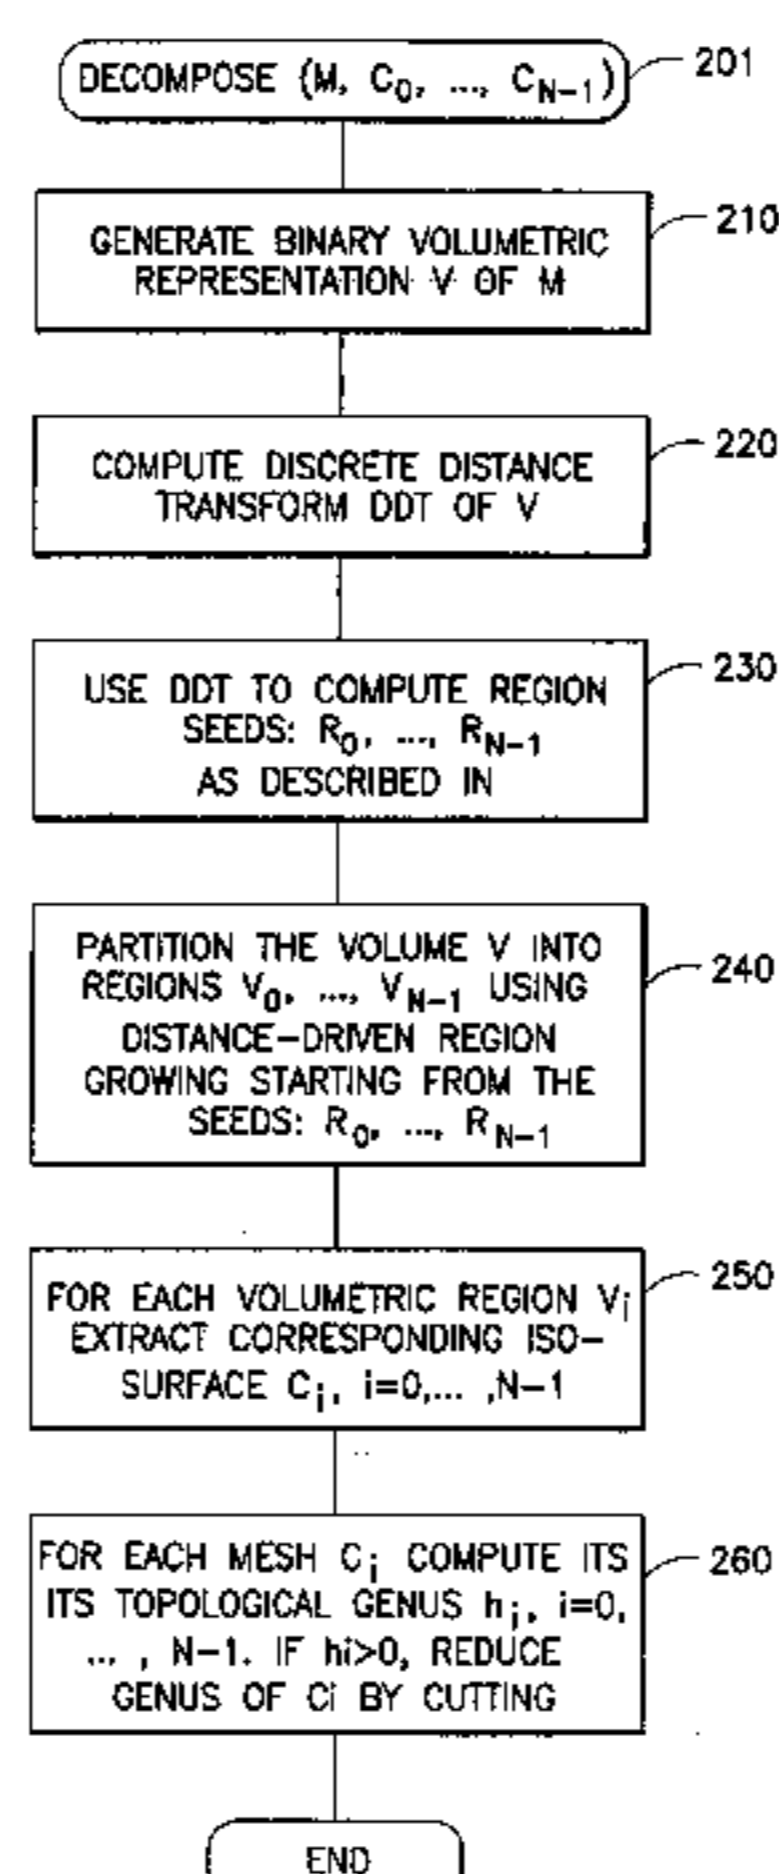 DECOMPOSE (M, C0, ..., CN-1)
201
GENERATE BINARY VOLUMETRIC
REPRESENTATION V OF M
210
COMPUTE DISCRETE DISTANCE
TRANSFORM DDT OF V
220
USE DDT TO COMPUTE REGION
SEEDS: R0, ..., RN-1
AS DESCRIBED IN
230
PARTITION THE VOLUME V INTO
REGIONS V0, ..., VN-1 USING
DISTANCE-DRIVEN REGION
GROWING STARTING FROM THE
SEEDS: R0, ..., RN-1
240
FOR EACH VOLUMETRIC REGION Vi
EXTRACT CORRESPONDING ISO-
SURFACE Ci, i=0,... ,N-1
250
FOR EACH MESH Ci COMPUTE ITS
ITS TOPOLOGICAL GENUS hi, i=0,
... , N-1. IF hi>0, REDUCE
GENUS OF Ci BY CUTTING
260
END